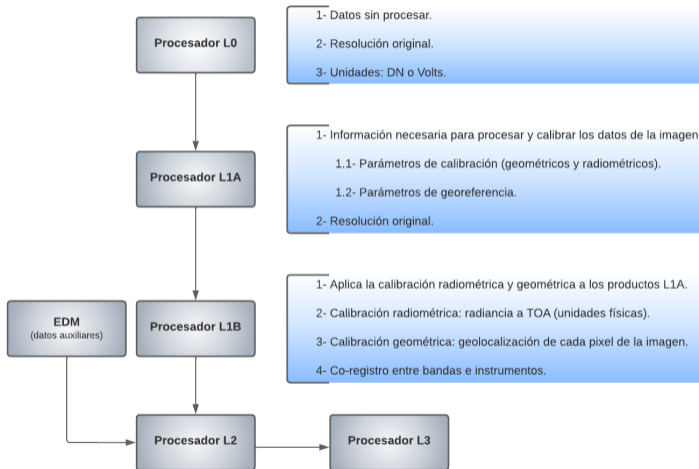 Procesador L0
1- Datos sin procesar.
2- Resolución original.
3- Unidades: DN o Volts.
Procesador L1A
1- Información necesaria para procesar y calibrar los datos de la imagen
1.1- Parámetros de calibración (geométricos y radiométricos).
1.2- Parámetros de georeferencia.
2- Resolución original.
EDM
(datos auxiliares)
Procesador L1B
1- Aplica la calibración radiométrica y geométrica a los productos L1A.
2- Calibración radiométrica: radiancia a TOA (unidades físicas).
3- Calibración geométrica: geolocalización de cada pixel de la imagen.
4- Co-registro entre bandas e instrumentos.
Procesador L2
Procesador L3